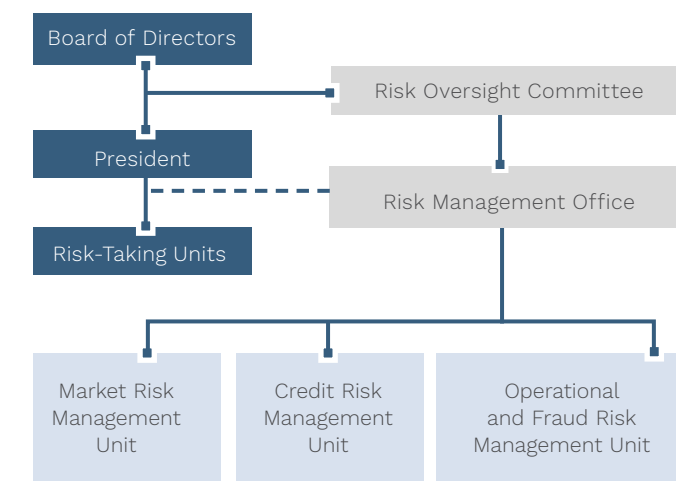 Board of Directors
Risk Oversight Committee
President
Risk Management Office
Risk-Taking Units
Market Risk
Management
Unit
Credit Risk
Management
Unit
Operational
and Fraud Risk
Management Unit